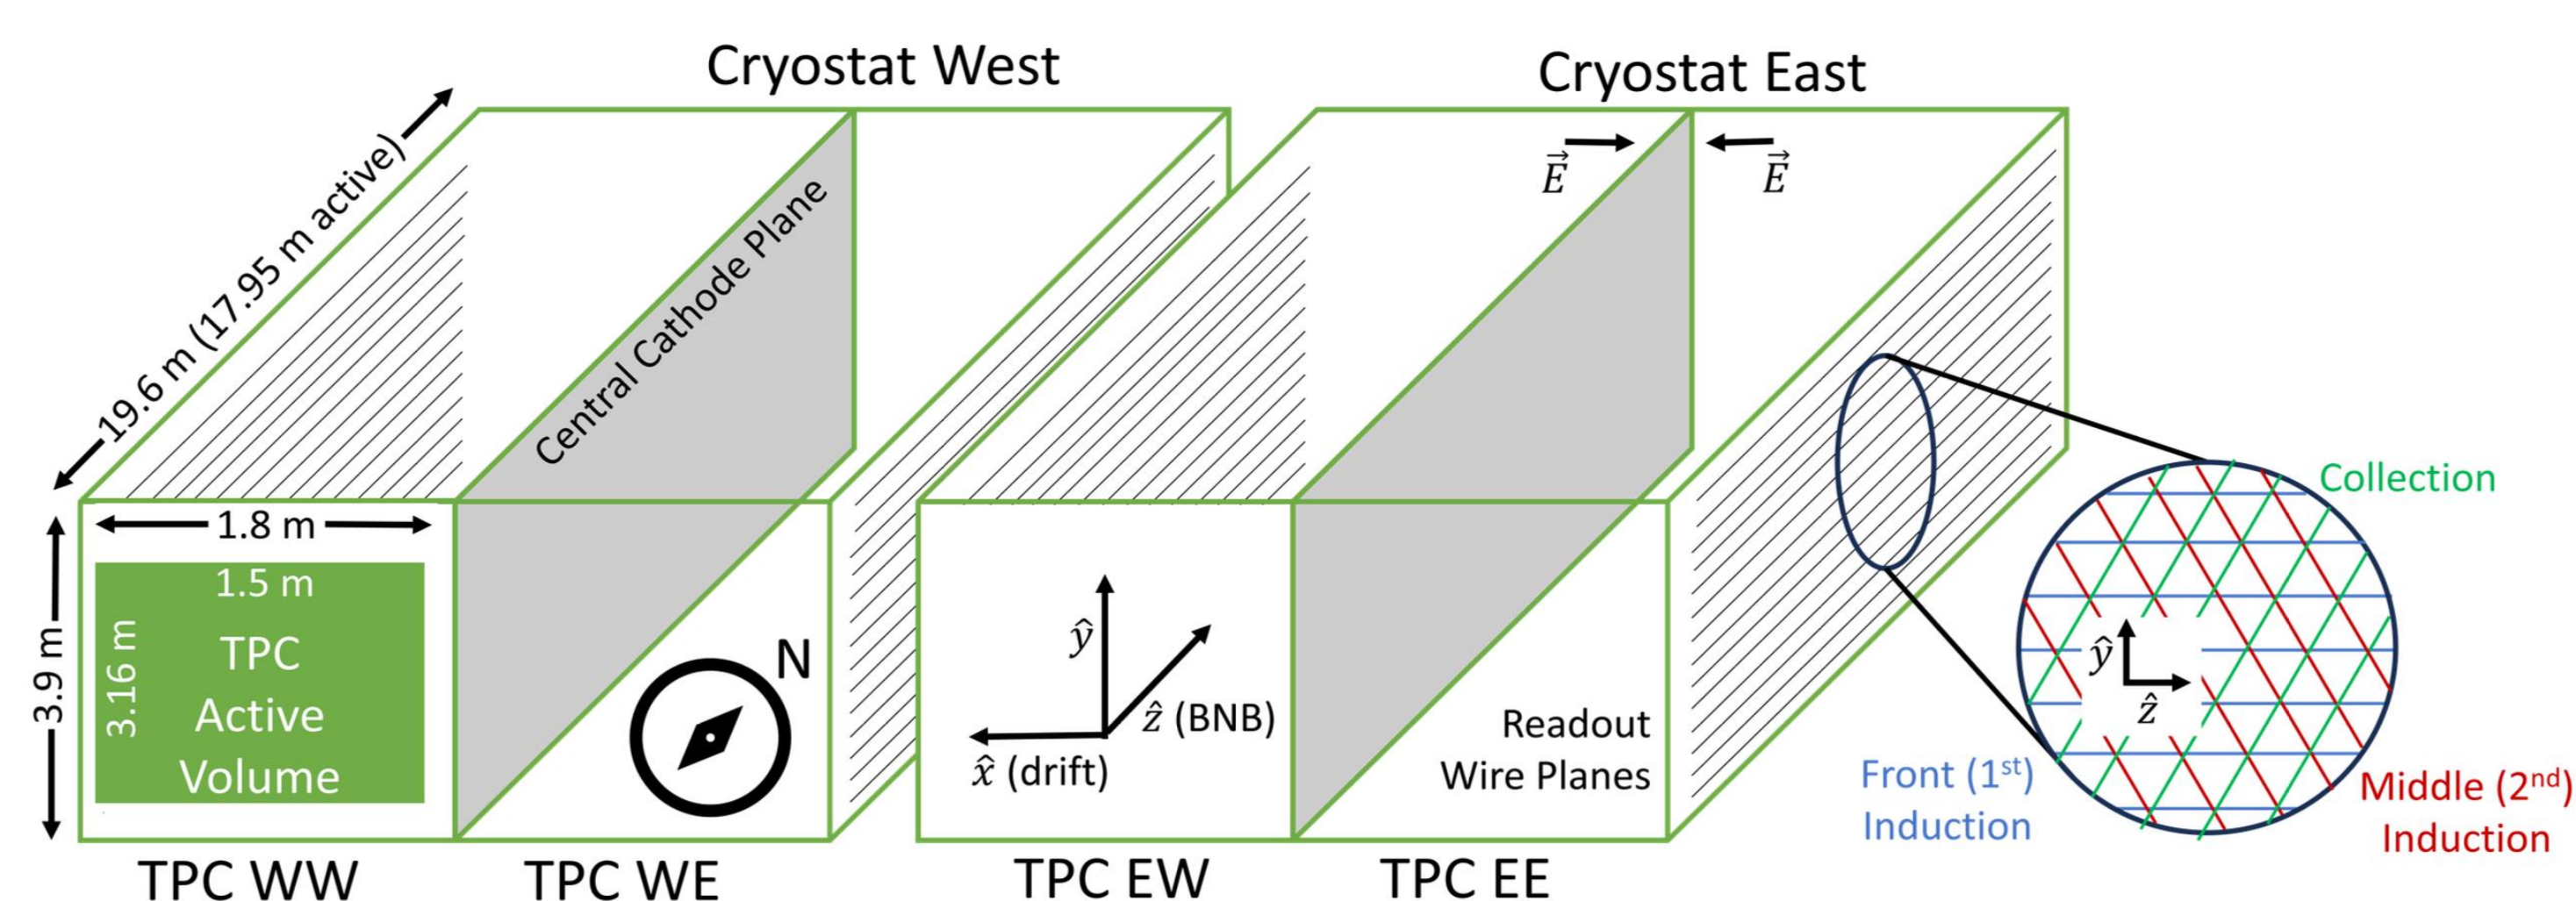 Cryostat West
Cryostat East
19.6 m (17.95 m active)
Central Cathode Plane
E⃗
E⃗
1.8 m
3.9 m
1.5 m
3.16 m
TPC
Active
Volume
N
ŷ
ẑ (BNB)
x̂ (drift)
Readout
Wire Planes
Collection
ŷ
ẑ
Front (1st)
Induction
Middle (2nd)
Induction
TPC WW
TPC WE
TPC EW
TPC EE